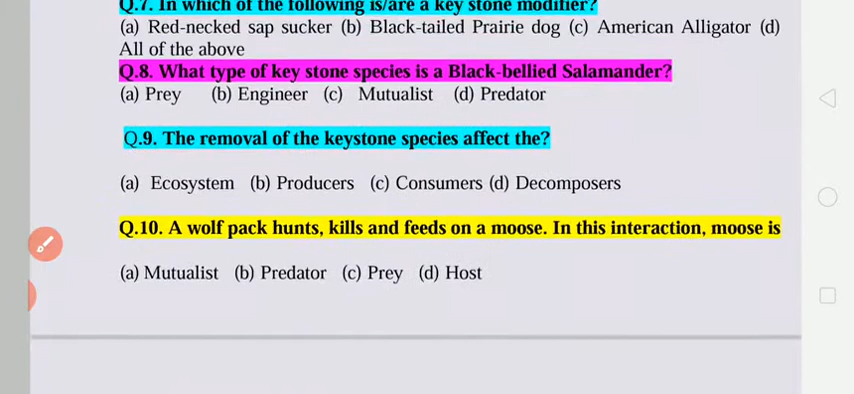 Q.7. In which of the following is/are a key stone modifier?
(a) Red-necked sap sucker (b) Black-tailed Prairie dog (c) American Alligator (d)
All of the above
Q.8. What type of key stone species is a Black-bellied Salamander?
(a) Prey (b) Engineer (c) Mutualist (d) Predator
Q.9. The removal of the keystone species affect the?
(a) Ecosystem (b) Producers (c) Consumers (d) Decomposers
Q.10. A wolf pack hunts, kills and feeds on a moose. In this interaction, moose is
(a) Mutualist (b) Predator (c) Prey (d) Host